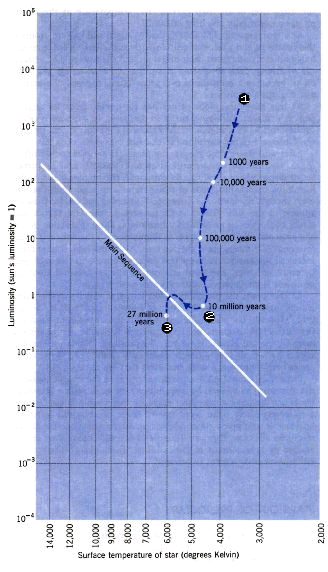 10⁵
10⁴
10³
10²
10
1
10⁻¹
10⁻²
10⁻³
10⁻⁴
Luminosity (sun's luminosity = 1)
1
1000 years
10,000 years
100,000 years
Main Sequence
10 million years
27 million
years
2
3
14,000
12,000
10,000
9,000
8,000
7,000
6,000
5,000
4,000
3,000
2,000
Surface temperature of star (degrees Kelvin)